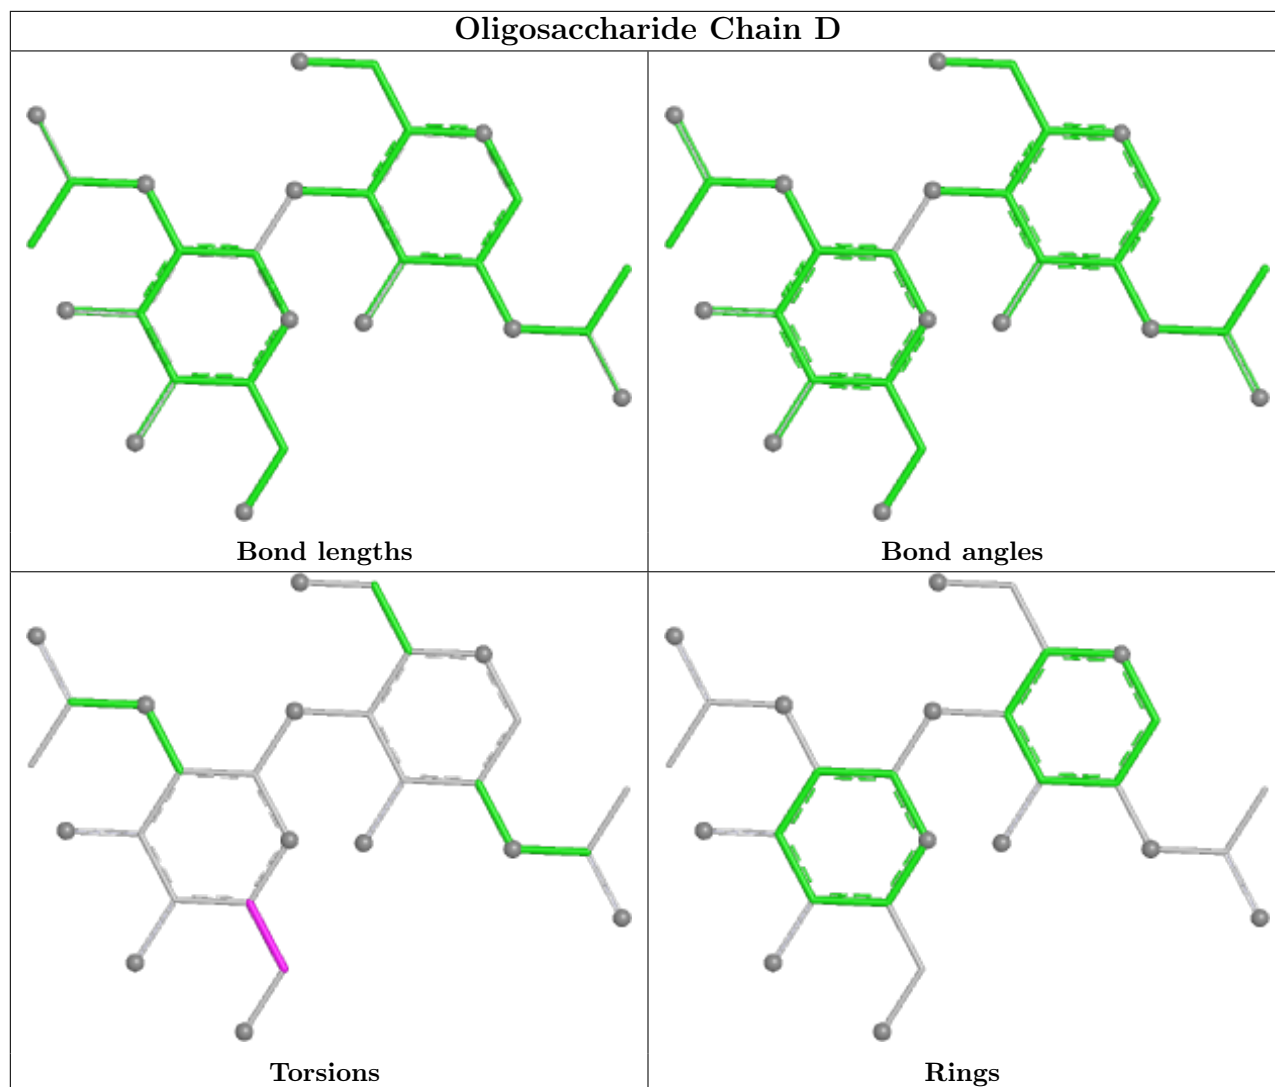 Oligosaccharide Chain D
Bond lengths
Bond angles
Torsions
Rings